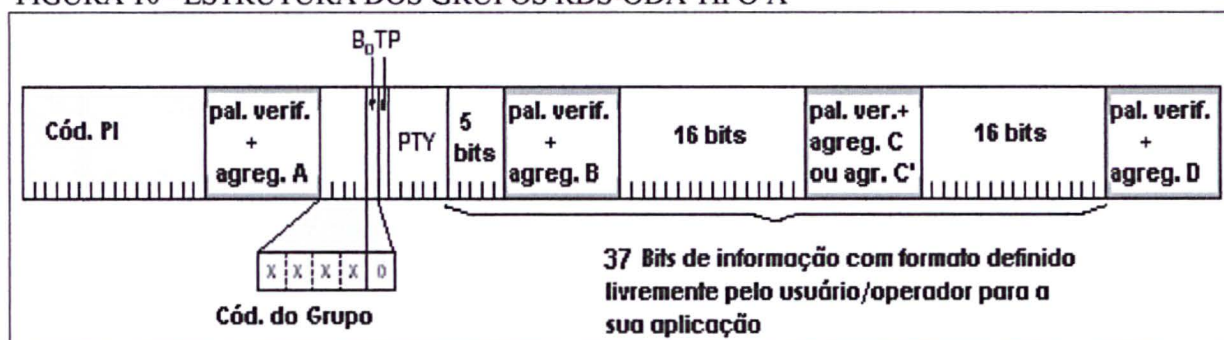 FIGURA 10 - ESTRUTURA DOS GRUPOS RDS-ODA TIPO A
B0 TP
Cód. PI
pal. verif.
+
agreg. A
PTY
5
bits
pal. verif.
+
agreg. B
16 bits
pal. ver.+
agreg. C
ou agr. C'
16 bits
pal. verif.
+
agreg. D
X X X X 0
Cód. do Grupo
37 Bits de informação com formato definido
livremente pelo usuário/operador para a
sua aplicação